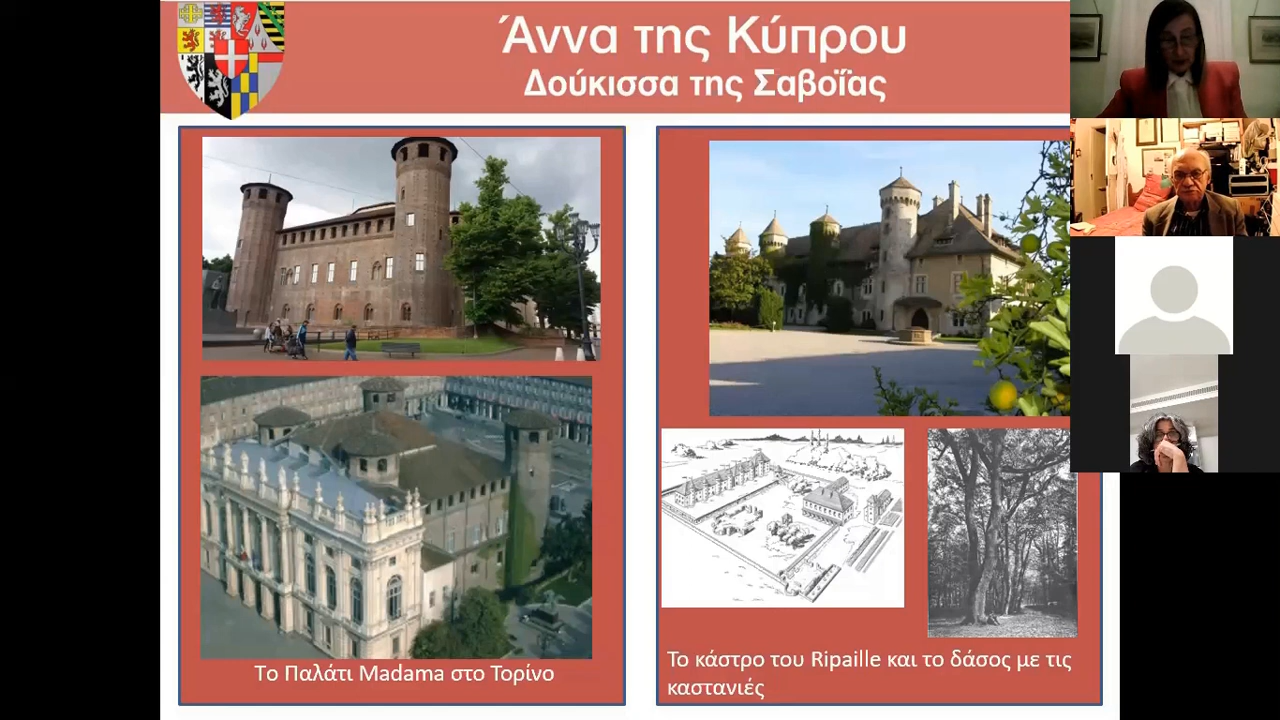 Άννα της Κύπρου
Δούκισσα της Σαβοΐας
Το Παλάτι Madama στο Τορίνο
Το κάστρο του Ripaille και το δάσος με τις
καστανιές